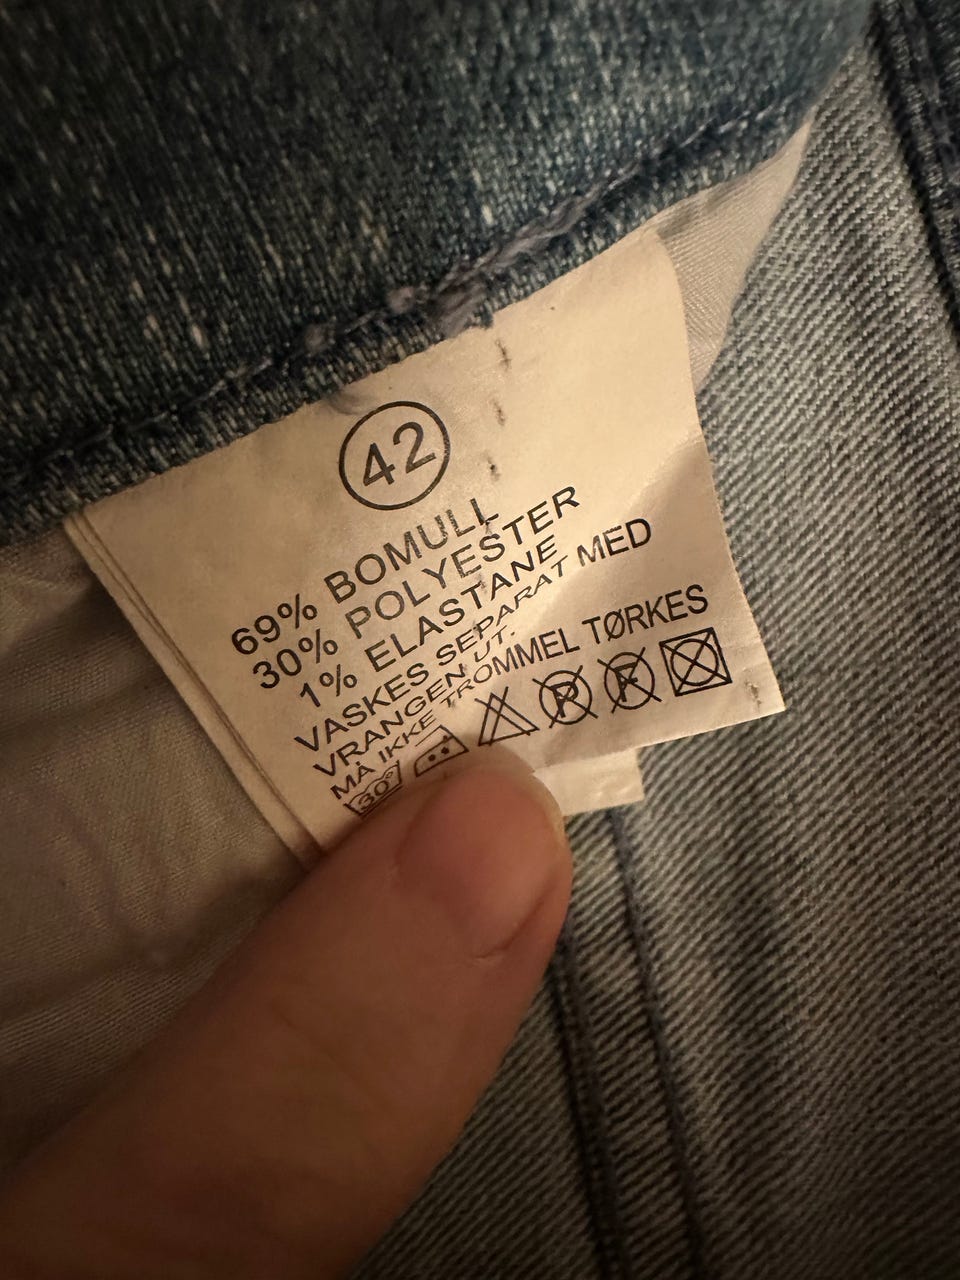 42
69% BOMULL
30% POLYESTER
1% ELASTANE
VASKES SEPARAT MED
VRANGEN UT.
MÅ IKKE TROMMEL TØRKES
30° P F